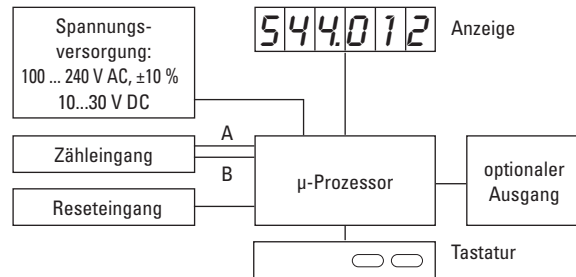 Spannungs-
versorgung:
100 ... 240 V AC, ±10 %
10...30 V DC
544.012
Anzeige
Zähleingang
A
B
Reseteingang
µ-Prozessor
optionaler
Ausgang
Tastatur